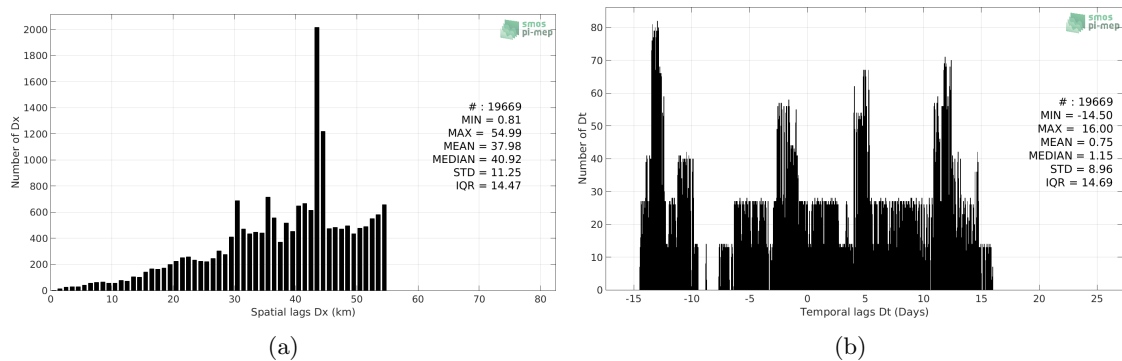 2000
1800
1600
1400
1200
1000
800
600
400
200
0
Number of Dx
0 10 20 30 40 50 60 70 80
Spatial lags Dx (km)
smos
pi-mep
# : 19669
MIN = 0.81
MAX = 54.99
MEAN = 37.98
MEDIAN = 40.92
STD = 11.25
IQR = 14.47
(a)
80
70
60
50
40
30
20
10
0
Number of Dt
-15 -10 -5 0 5 10 15 20 25
Temporal lags Dt (Days)
smos
pi-mep
# : 19669
MIN = -14.50
MAX = 16.00
MEAN = 0.75
MEDIAN = 1.15
STD = 8.96
IQR = 14.69
(b)